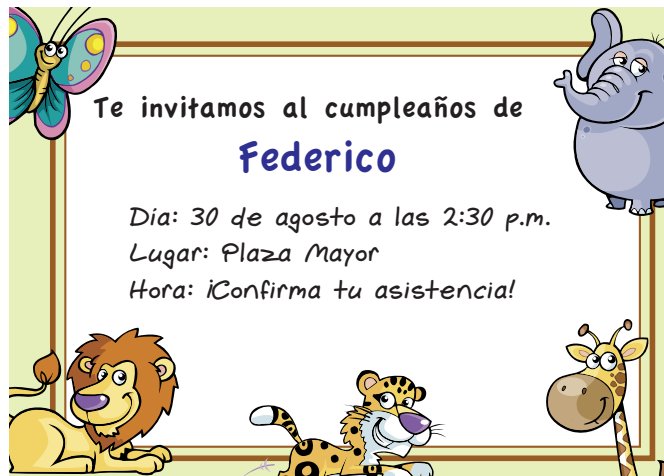 Te invitamos al cumpleaños de
Federico
Día: 30 de agosto a las 2:30 p.m.
Lugar: Plaza Mayor
Hora: ¡Confirma tu asistencia!